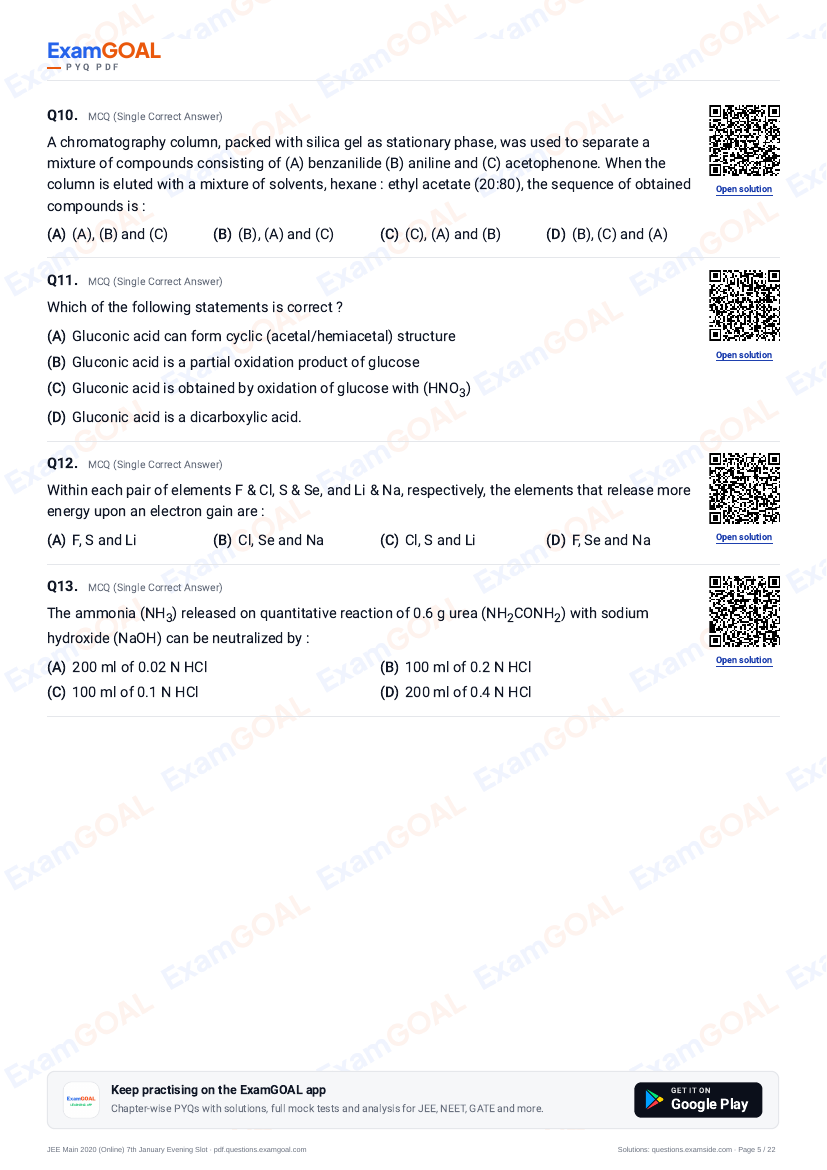 ExamGOAL
PYQ PDF
Q10. MCQ (Single Correct Answer)
A chromatography column, packed with silica gel as stationary phase, was used to separate a
mixture of compounds consisting of (A) benzanilide (B) aniline and (C) acetophenone. When the
column is eluted with a mixture of solvents, hexane : ethyl acetate (20:80), the sequence of obtained
compounds is :
(A) (A), (B) and (C) (B) (B), (A) and (C) (C) (C), (A) and (B) (D) (B), (C) and (A)
Open solution
Q11. MCQ (Single Correct Answer)
Which of the following statements is correct ?
(A) Gluconic acid can form cyclic (acetal/hemiacetal) structure
(B) Gluconic acid is a partial oxidation product of glucose
(C) Gluconic acid is obtained by oxidation of glucose with (HNO3)
(D) Gluconic acid is a dicarboxylic acid.
Open solution
Q12. MCQ (Single Correct Answer)
Within each pair of elements F & Cl, S & Se, and Li & Na, respectively, the elements that release more
energy upon an electron gain are :
(A) F, S and Li (B) Cl, Se and Na (C) Cl, S and Li (D) F, Se and Na
Open solution
Q13. MCQ (Single Correct Answer)
The ammonia (NH3) released on quantitative reaction of 0.6 g urea (NH2CONH2) with sodium
hydroxide (NaOH) can be neutralized by :
(A) 200 ml of 0.02 N HCl (B) 100 ml of 0.2 N HCl
(C) 100 ml of 0.1 N HCl (D) 200 ml of 0.4 N HCl
Open solution
ExamGOAL
Keep practising on the ExamGOAL app
Chapter-wise PYQs with solutions, full mock tests and analysis for JEE, NEET, GATE and more.
GET IT ON
Google Play
JEE Main 2020 (Online) 7th January Evening Slot · pdf.questions.examgoal.com
Solutions: questions.examside.com · Page 5 / 22